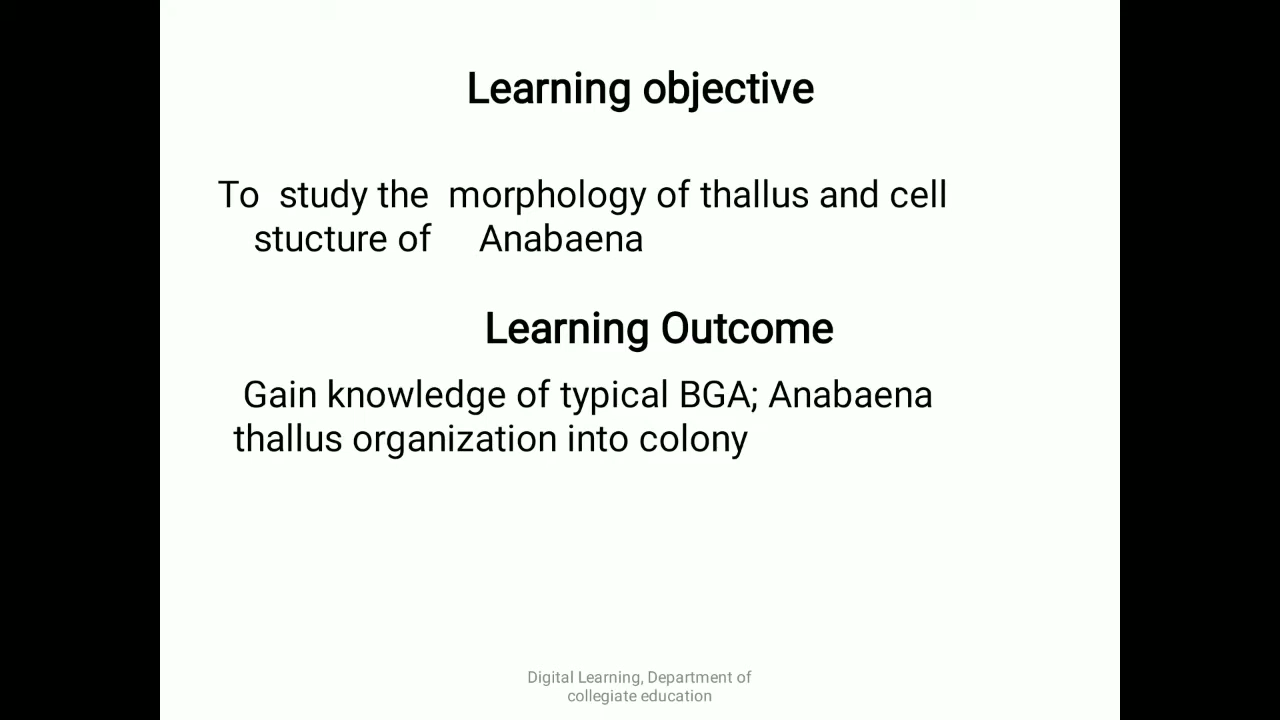 Learning objective
To study the morphology of thallus and cell
stucture of Anabaena
Learning Outcome
Gain knowledge of typical BGA; Anabaena
thallus organization into colony
Digital Learning, Department of
collegiate education